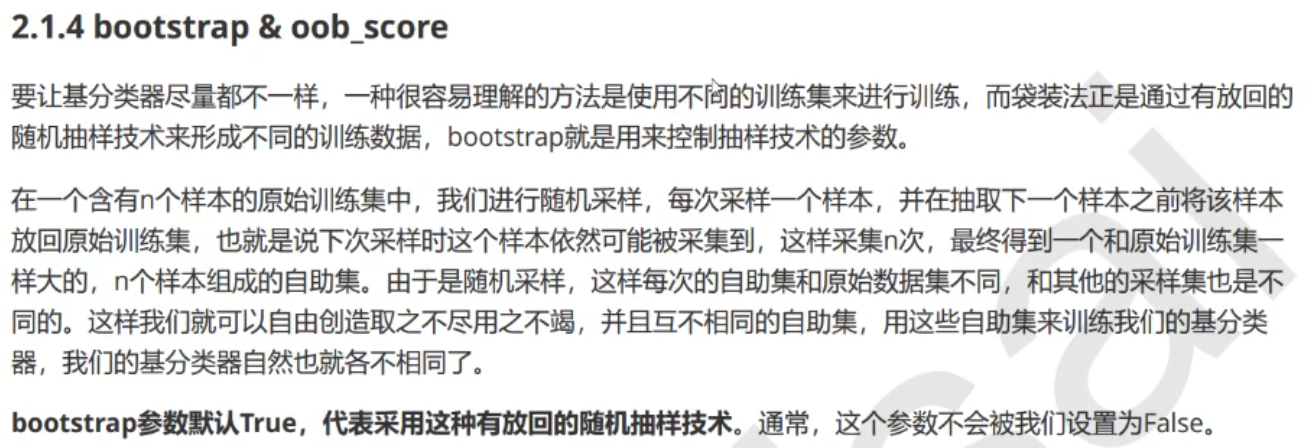 2.1.4 bootstrap & oob_score
要让基分类器尽量都不一样，一种很容易理解的方法是使用不同的训练集来进行训练，而袋装法正是通过有放回的
随机抽样技术来形成不同的训练数据，bootstrap就是用来控制抽样技术的参数。
在一个含有n个样本的原始训练集中，我们进行随机采样，每次采样一个样本，并在抽取下一个样本之前将该样本
放回原始训练集，也就是说下次采样时这个样本依然可能被采集到，这样采集n次，最终得到一个和原始训练集一
样大的，n个样本组成的自助集。由于是随机采样，这样每次的自助集和原始数据集不同，和其他的采样集也是不
同的。这样我们就可以自由创造取之不尽用之不竭，并且互不相同的自助集，用这些自助集来训练我们的基分类
器，我们的基分类器自然也就各不相同了。
bootstrap参数默认True，代表采用这种有放回的随机抽样技术。通常，这个参数不会被我们设置为False。